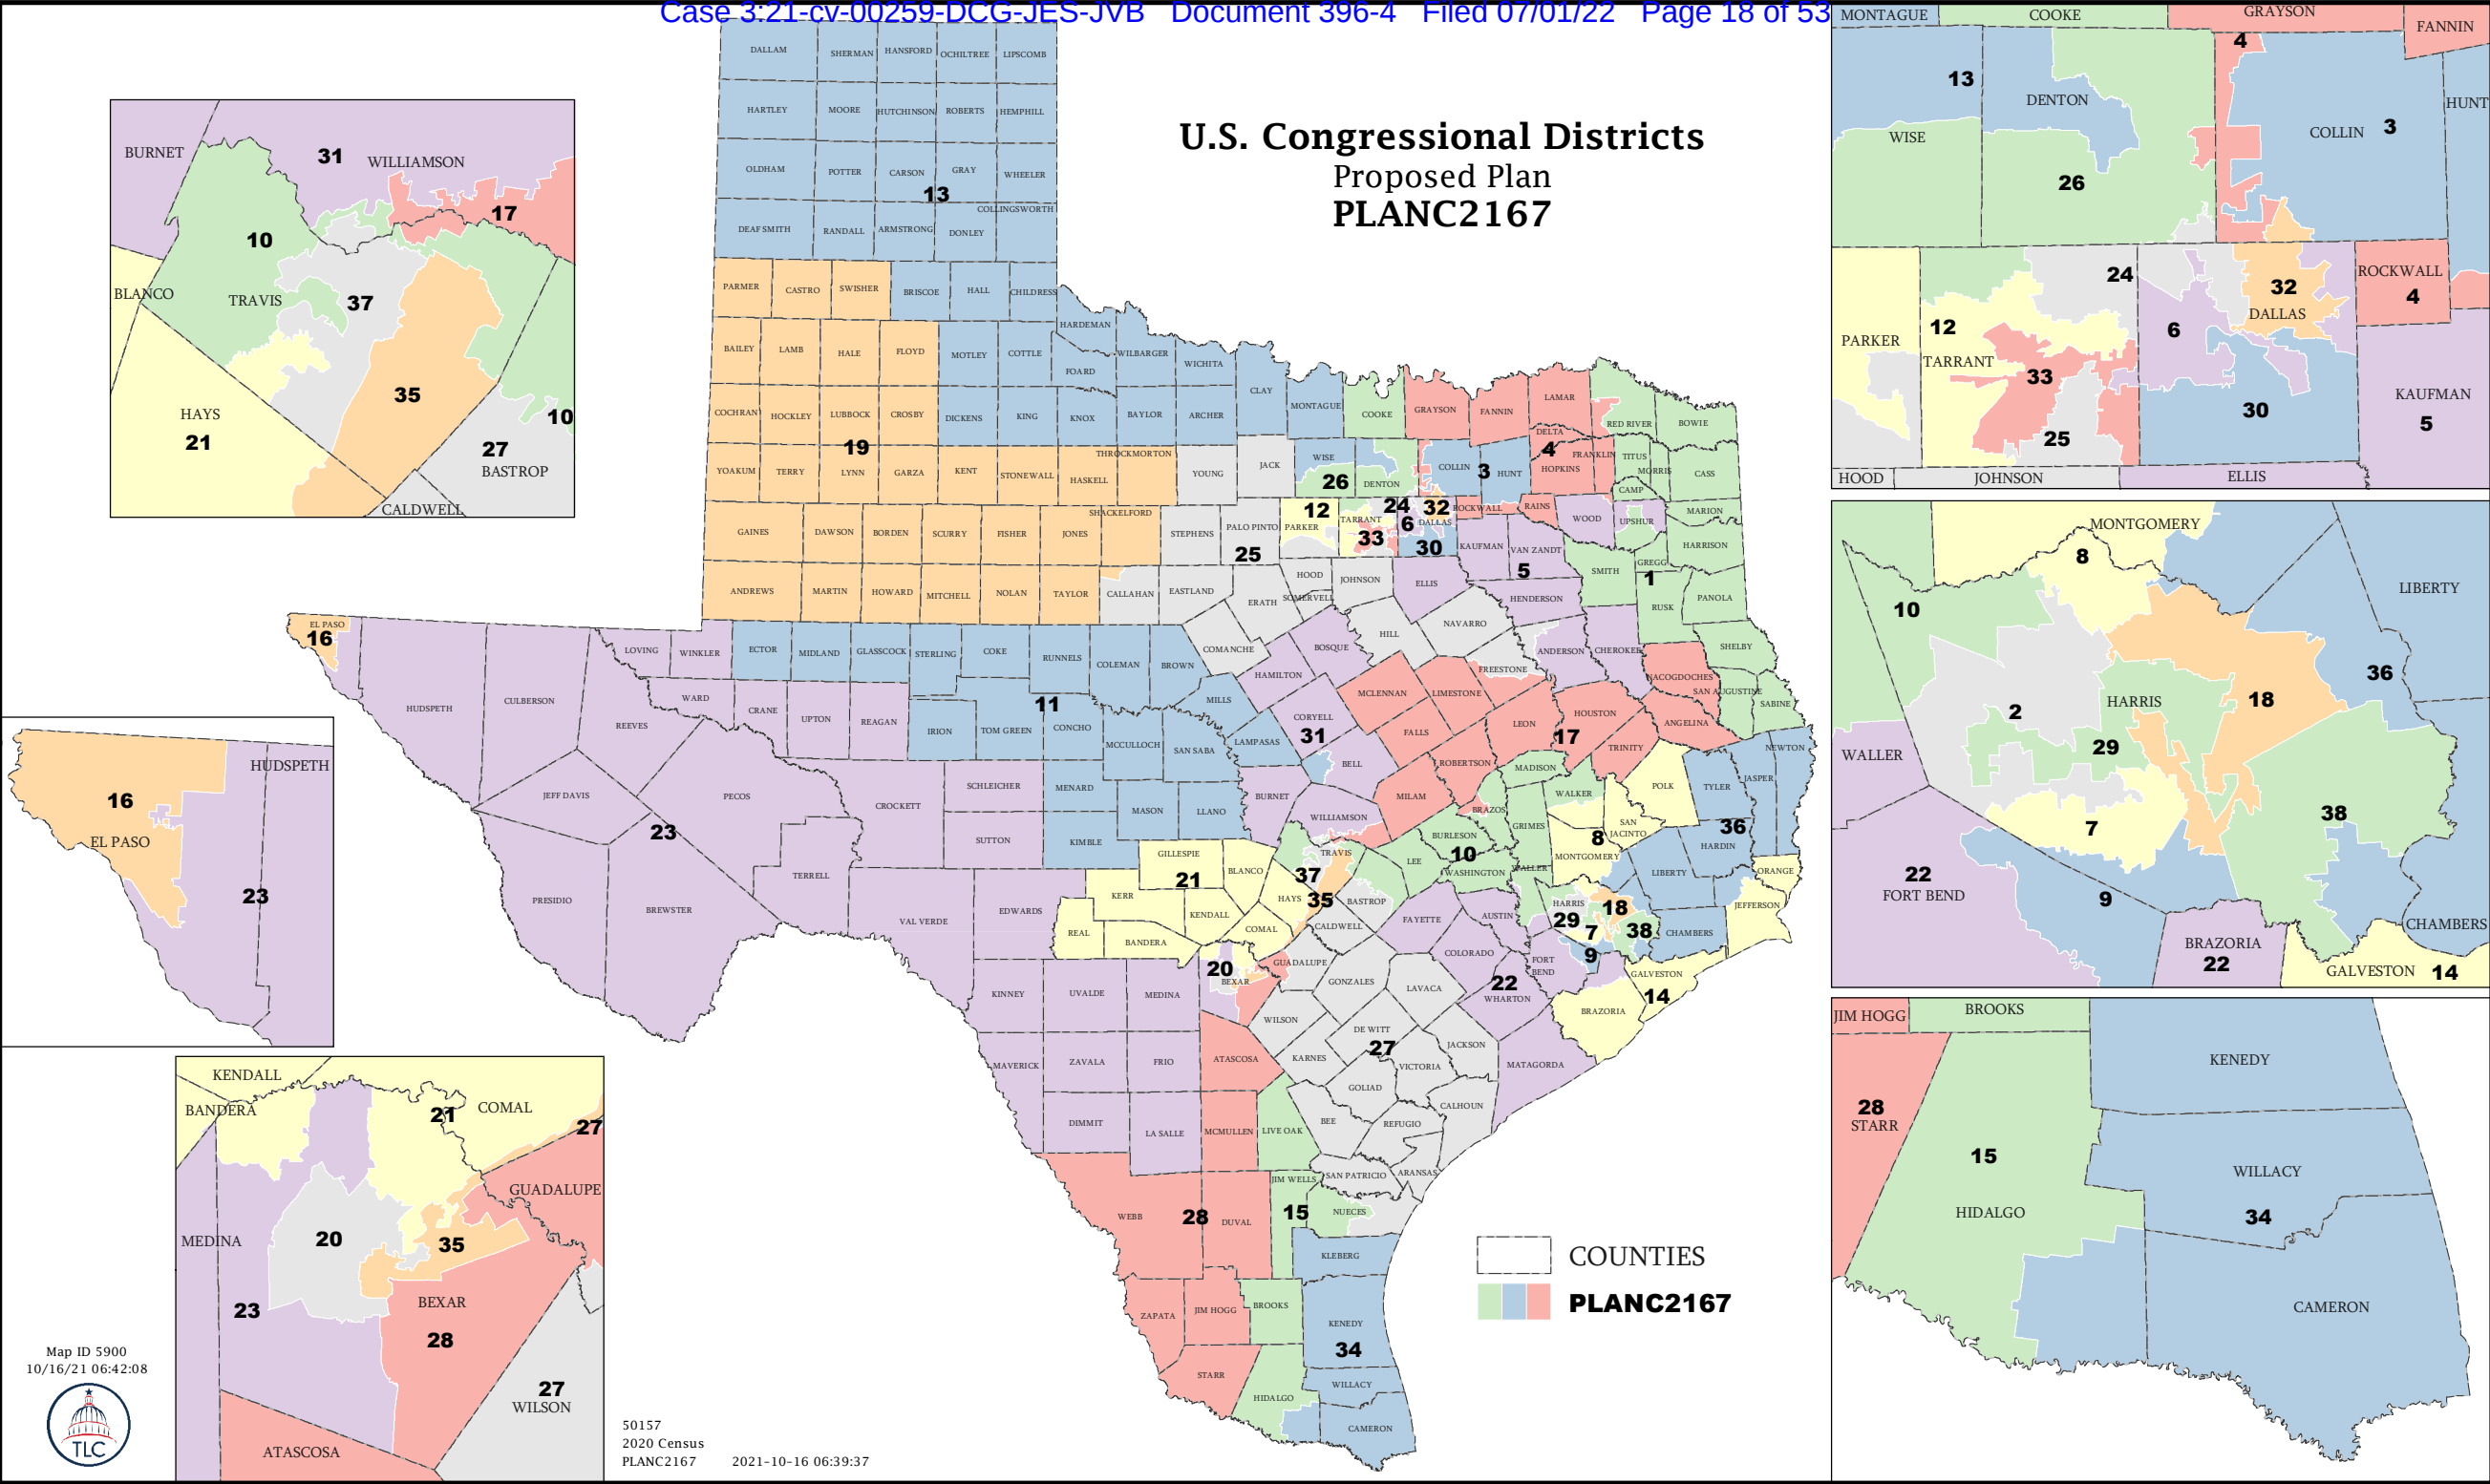 Case 3:21-cv-00259-DCG-JES-JVB Document 396-4 Filed 07/01/22 Page 18 of 53
U.S. Congressional Districts
Proposed Plan
PLANC2167
DALLAM SHERMAN HANSFORD OCHILTREE LIPSCOMB
HARTLEY MOORE HUTCHINSON ROBERTS HEMPHILL
OLDHAM POTTER CARSON GRAY WHEELER
13
COLLINGSWORTH
DEAF SMITH RANDALL ARMSTRONG DONLEY
PARMER CASTRO SWISHER BRISCOE HALL CHILDRESS
HARDEMAN
BAILEY LAMB HALE FLOYD MOTLEY COTTLE FOARD WILBARGER WICHITA
CLAY MONTAGUE COOKE GRAYSON FANNIN LAMAR RED RIVER BOWIE
COCHRAN HOCKLEY LUBBOCK CROSBY DICKENS KING KNOX BAYLOR ARCHER
19
DELTA 4
THROCKMORTON
YOAKUM TERRY LYNN GARZA KENT STONEWALL HASKELL YOUNG JACK WISE 26 DENTON COLLIN 3 HUNT HOPKINS FRANKLIN TITUS MORRIS CASS
CAMP
SHACKELFORD
GAINES DAWSON BORDEN SCURRY FISHER JONES STEPHENS PALO PINTO 25 12 PARKER TARRANT 33 24 6 32 DALLAS 30 ROCKWALL RAINS WOOD UPSHUR MARION
KAUFMAN VAN ZANDT 5 HARRISON
ANDREWS MARTIN HOWARD MITCHELL NOLAN TAYLOR CALLAHAN EASTLAND ERATH HOOD SOMERVELL JOHNSON ELLIS HENDERSON SMITH GREGG 1 RUSK PANOLA
EL PASO 16 HUDSPETH CULBERSON REEVES LOVING WINKLER ECTOR MIDLAND GLASSCOCK STERLING COKE RUNNELS COLEMAN BROWN COMANCHE BOSQUE HILL NAVARRO ANDERSON CHEROKEE SHELBY
WARD CRANE UPTON REAGAN IRION TOM GREEN 11 CONCHO MILLS HAMILTON MCLENNAN LIMESTONE FREESTONE NACOGDOCHES SAN AUGUSTINE SABINE
MCCULLOCH SAN SABA LAMPASAS CORYELL 31 BELL FALLS LEON HOUSTON 17 ANGELINA TRINITY
ROBERTSON MADISON POLK TYLER JASPER NEWTON
JEFF DAVIS PECOS CROCKETT SCHLEICHER MENARD MASON LLANO BURNET MILAM BRAZOS WALKER
23 SUTTON KIMBLE WILLIAMSON BURLESON GRIMES SAN JACINTO 8 36 HARDIN
10 LEE WASHINGTON MONTGOMERY
PRESIDIO BREWSTER TERRELL VAL VERDE EDWARDS GILLESPIE 21 BLANCO TRAVIS 37 35 BASTROP WALLER LIBERTY ORANGE
KERR KENDALL HAYS HARRIS 29 18 7 38 CHAMBERS JEFFERSON
REAL BANDERA COMAL CALDWELL FAYETTE AUSTIN 9
20 BEXAR GUADALUPE COLORADO FORT BEND GALVESTON 14
KINNEY UVALDE MEDINA GONZALES LAVACA 22 WHARTON BRAZORIA
WILSON DE WITT 27 JACKSON
MAVERICK ZAVALA FRIO ATASCOSA KARNES VICTORIA MATAGORDA
GOLIAD CALHOUN
DIMMIT LA SALLE MCMULLEN LIVE OAK BEE REFUGIO
SAN PATRICIO ARANSAS
JIM WELLS
WEBB 28 DUVAL 15 NUECES
KLEBERG
ZAPATA JIM HOGG BROOKS KENEDY 34
STARR HIDALGO WILLACY
CAMERON
COUNTIES
PLANC2167
BURNET 31 WILLIAMSON
17
10
BLANCO TRAVIS 37
35
HAYS 21
10
27 BASTROP
CALDWELL
HUDSPETH
16
EL PASO
23
KENDALL
BANDERA 21 COMAL
27
GUADALUPE
MEDINA 20 35
BEXAR
23 28
27
WILSON
ATASCOSA
Map ID 5900
10/16/21 06:42:08
TLC
50157
2020 Census
PLANC2167 2021-10-16 06:39:37
MONTAGUE COOKE GRAYSON FANNIN
4
13 DENTON COLLIN 3 HUNT
WISE
26
24 ROCKWALL
32 4
12 DALLAS
PARKER TARRANT 6
33 KAUFMAN
30 5
25
HOOD JOHNSON ELLIS
MONTGOMERY
8
LIBERTY
10
36
2 HARRIS 18
29
WALLER
38
7
22
FORT BEND 9
CHAMBERS
BRAZORIA
22 GALVESTON 14
JIM HOGG BROOKS
KENEDY
28
STARR
15 WILLACY
HIDALGO 34
CAMERON